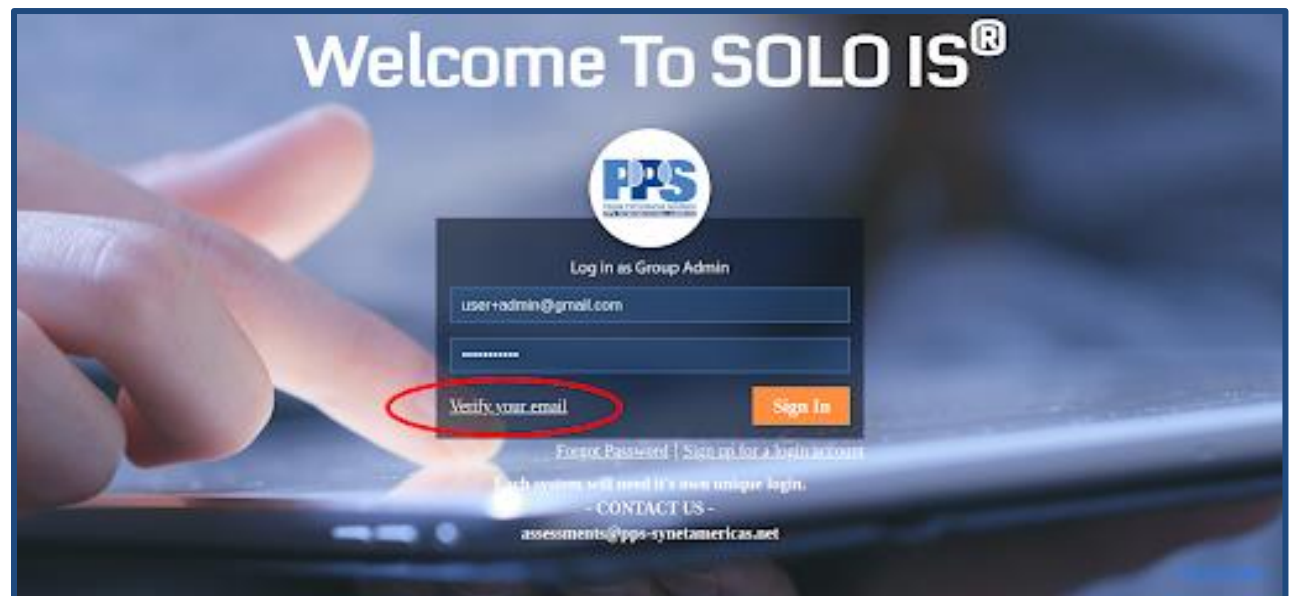 Welcome To SOLO IS®
PPS
Log in as Group Admin
user+admin@gmail.com
•••••••••••
Verify your email
Sign In
Forgot Password | Sign up for a login account
Each system will need it's own unique login.
- CONTACT US -
assessments@pps-synetamericas.net